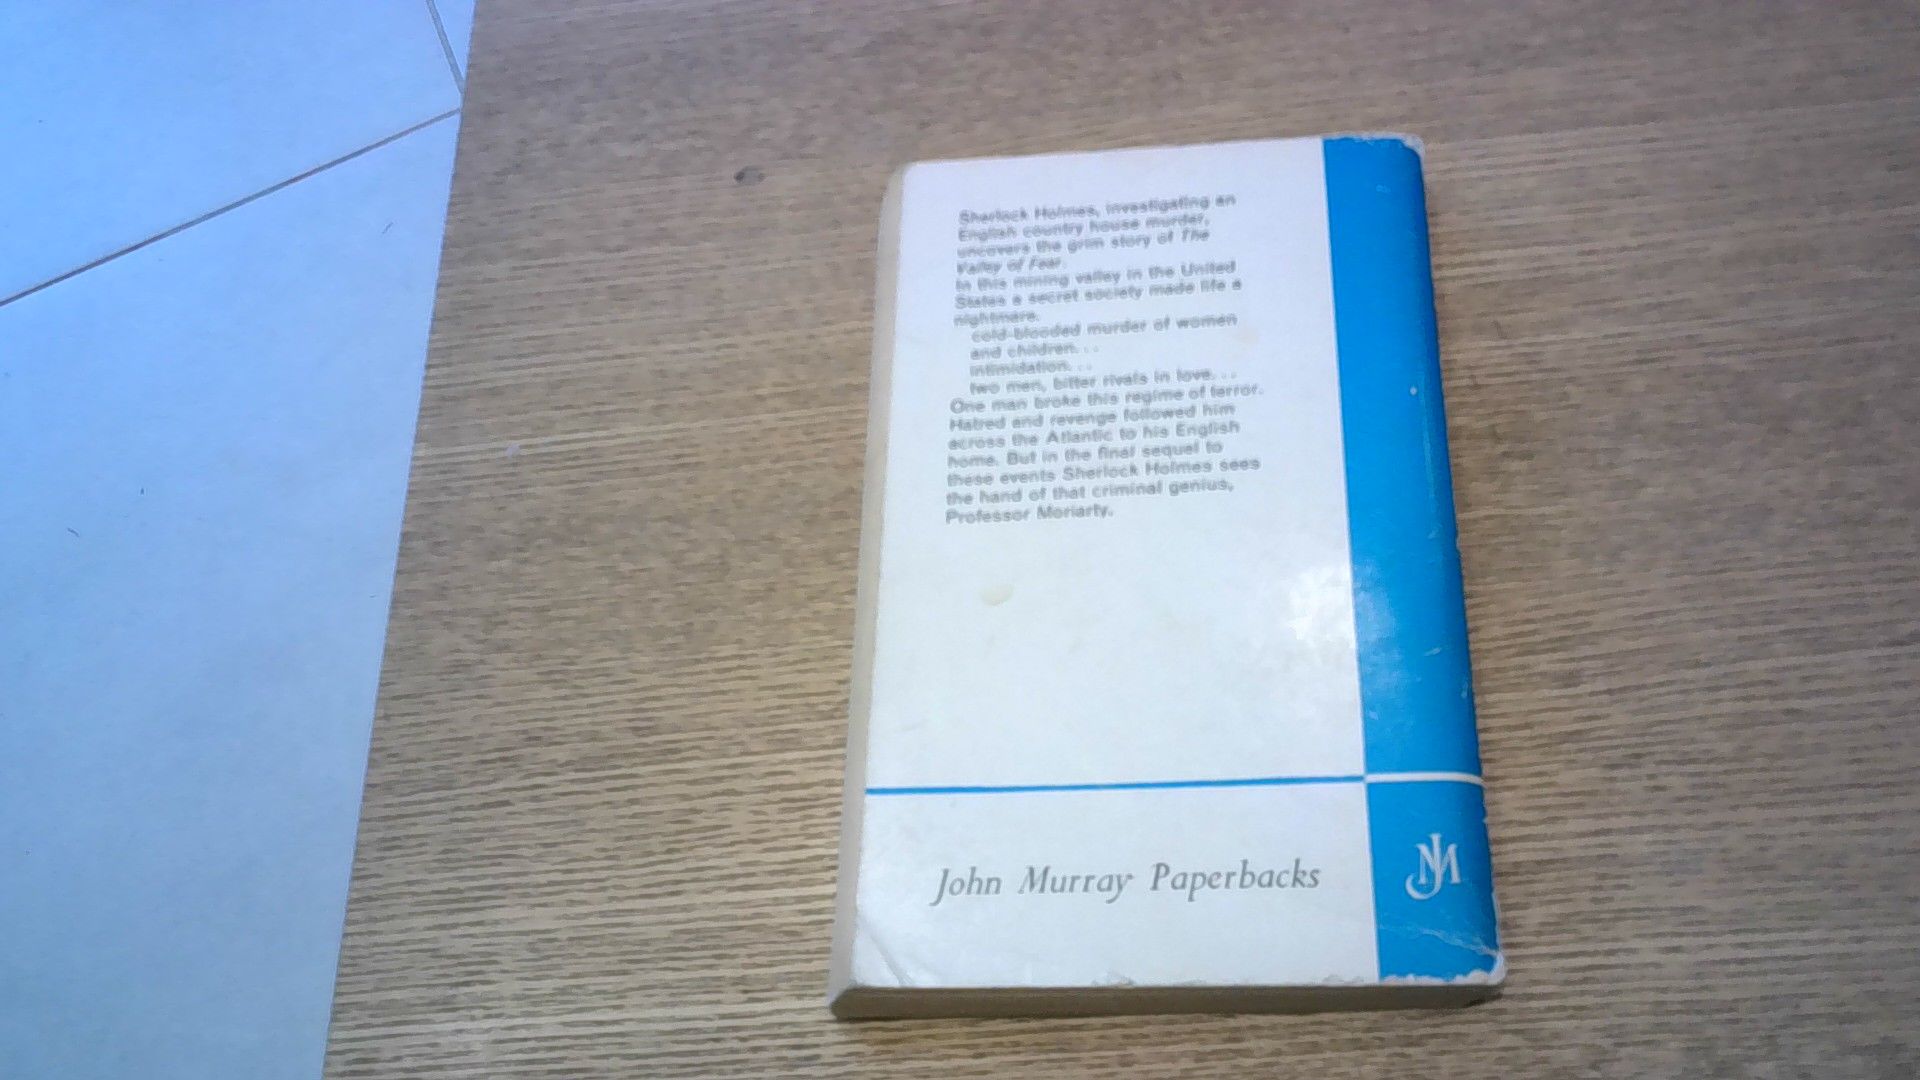 Sherlock Holmes, investigating an
English country house murder,
uncovers the grim story of The
Valley of Fear.
In this mining valley in the United
States a secret society made life a
nightmare.
cold-blooded murder of women
and children...
intimidation...
two men, bitter rivals in love...
One man broke this regime of terror.
Hatred and revenge followed him
across the Atlantic to his English
home. But in the final sequel to
these events Sherlock Holmes sees
the hand of that criminal genius,
Professor Moriarty.
John Murray Paperbacks
JM